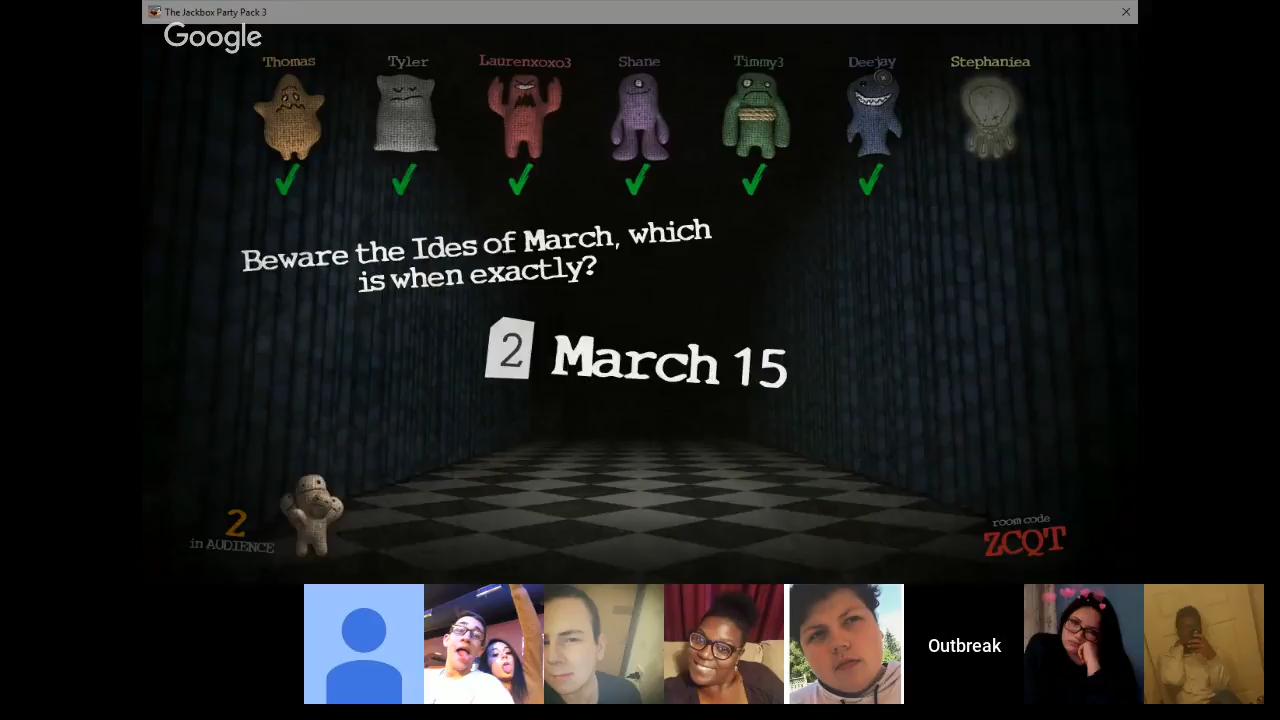 The Jackbox Party Pack 3
Google
Thomas Tyler Laurenxoxo3 Shane Timmy3 Deejay Stephaniea
Beware the Ides of March, which
is when exactly?
2 March 15
2
in AUDIENCE
room code
ZCQT
Outbreak